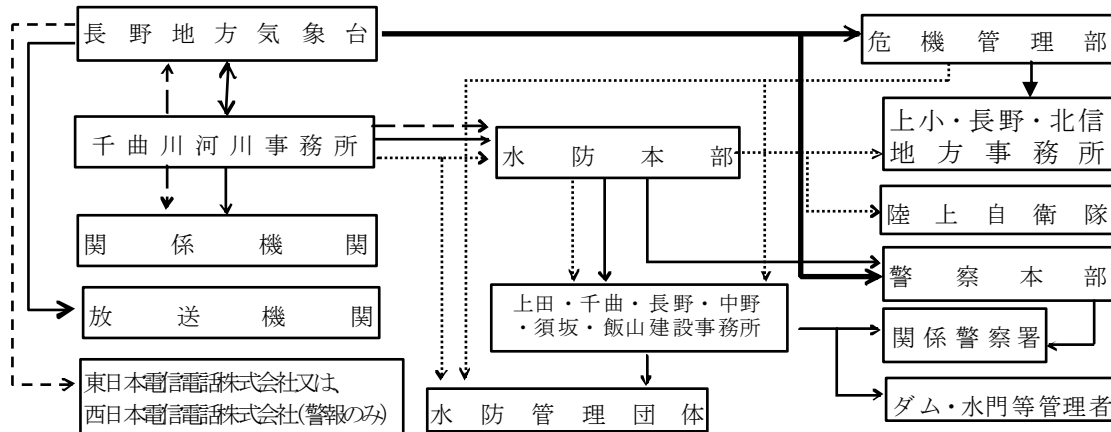 長野地方気象台
危機管理部
千曲川河川事務所
水防本部
上小・長野・北信
地方事務所
関係機関
陸上自衛隊
警察本部
放送機関
上田・千曲・長野・中野
・須坂・飯山建設事務所
関係警察署
東日本電信電話株式会社又は、
西日本電信電話株式会社(警報のみ)
水防管理団体
ダム・水門等管理者